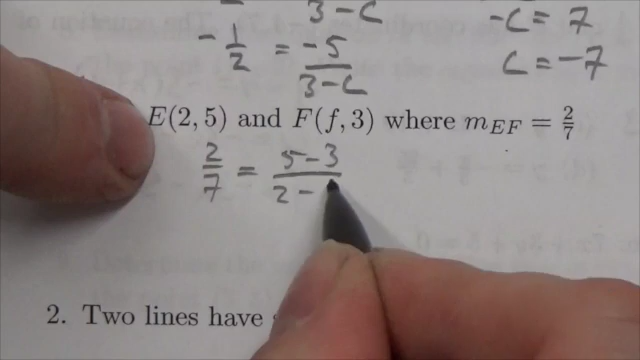 3-C
-1/2 = -5/3-C
-C = 7
C = -7
E(2, 5) and F(f, 3) where m_EF = 2/7
2/7 = 5-3/2-
2. Two lines have